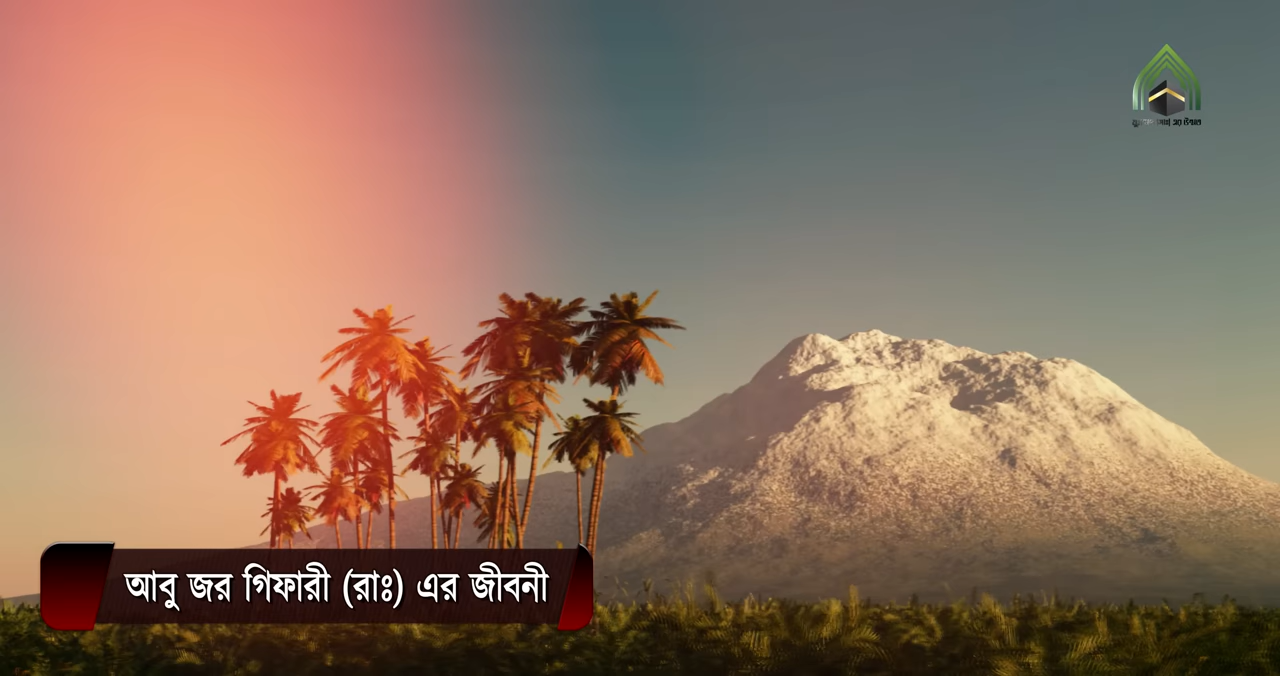 আবু জর গিফারী (রাঃ) এর জীবনী